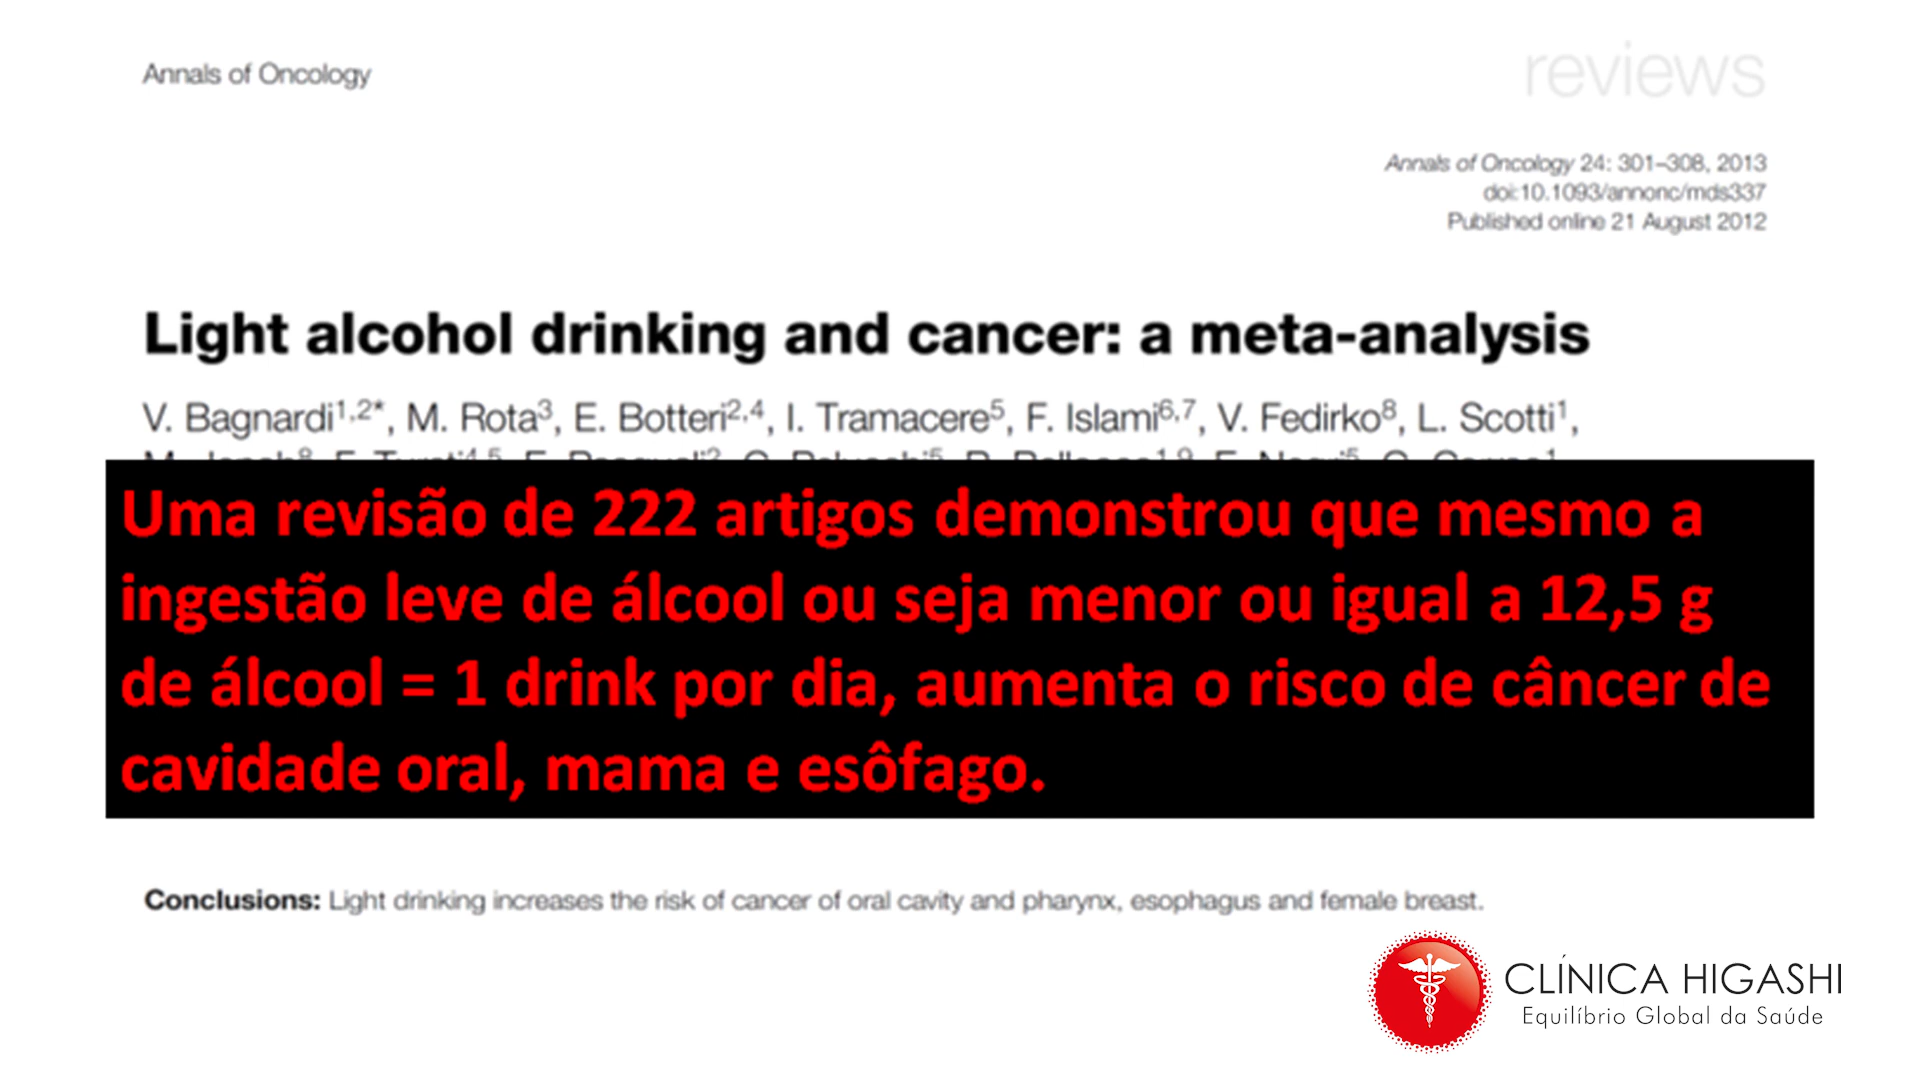 Annals of Oncology
reviews
Annals of Oncology 24: 301–308, 2013
doi:10.1093/annonc/mds337
Published online 21 August 2012
Light alcohol drinking and cancer: a meta-analysis
V. Bagnardi1,2*, M. Rota3, E. Botteri2,4, I. Tramacere5, F. Islami6,7, V. Fedirko8, L. Scotti1,
Uma revisão de 222 artigos demonstrou que mesmo a
ingestão leve de álcool ou seja menor ou igual a 12,5 g
de álcool = 1 drink por dia, aumenta o risco de câncer de
cavidade oral, mama e esôfago.
Conclusions: Light drinking increases the risk of cancer of oral cavity and pharynx, esophagus and female breast.
CLÍNICA HIGASHI
Equilíbrio Global da Saúde